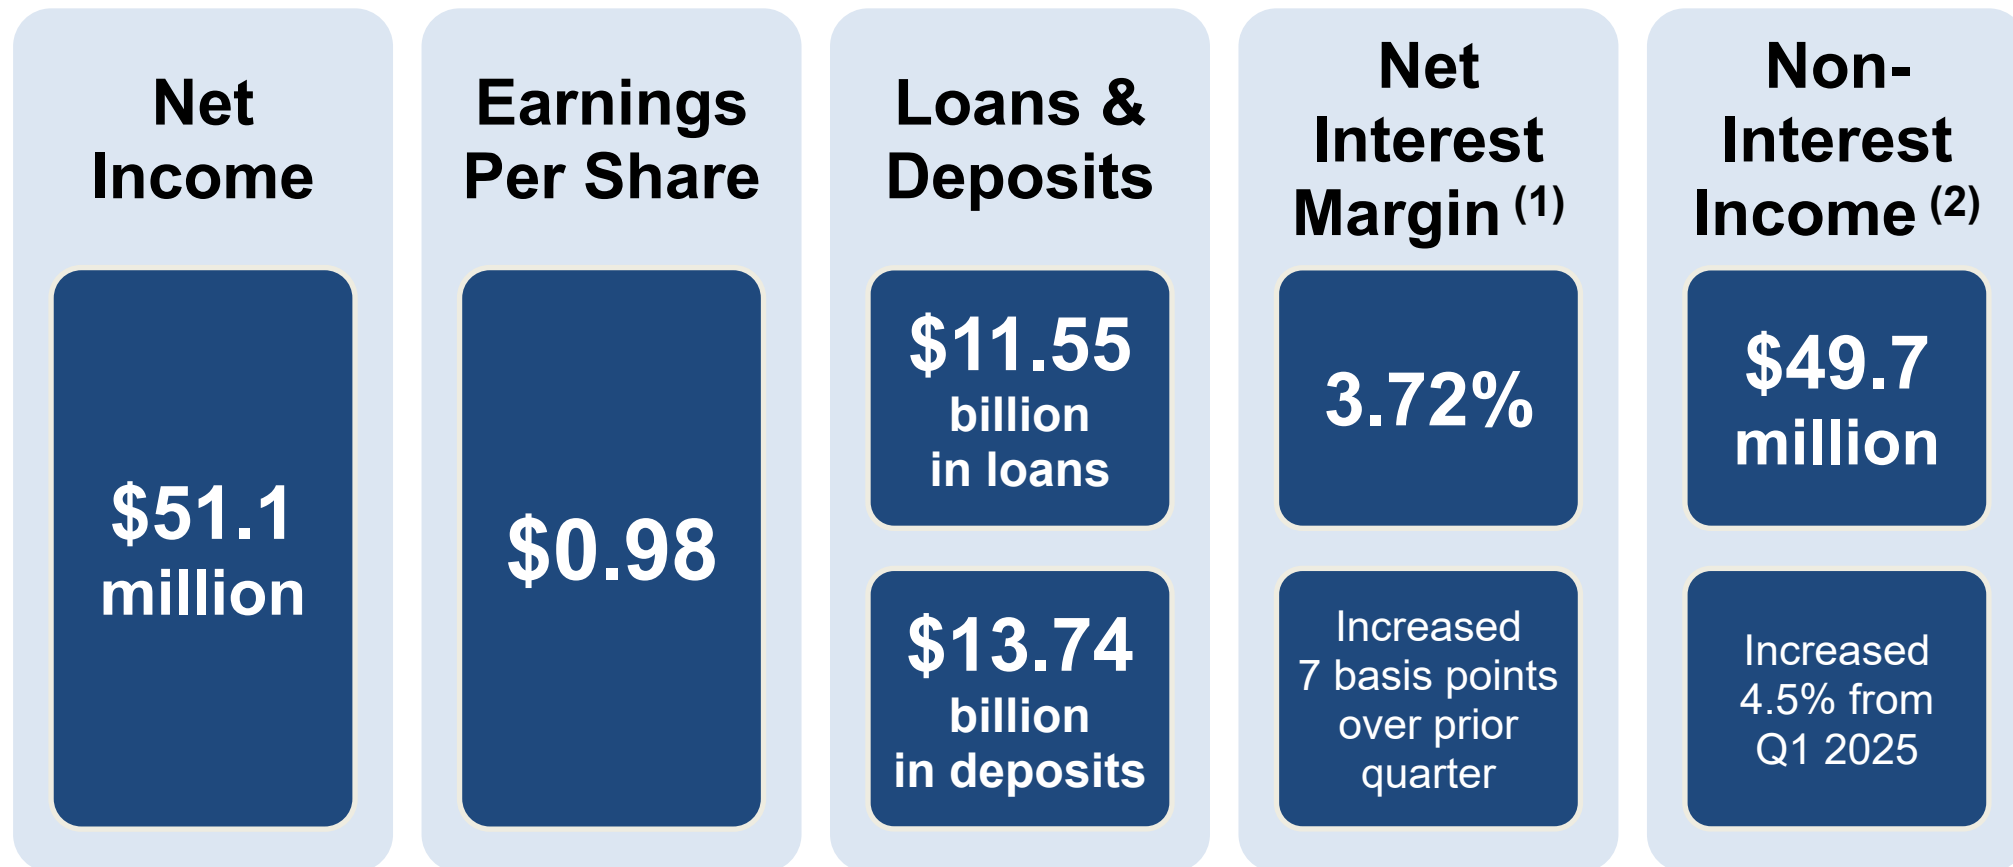 Net
Income
$51.1
million
Earnings
Per Share
$0.98
Loans &
Deposits
$11.55
billion
in loans
$13.74
billion
in deposits
Net
Interest
Margin (1)
3.72%
Increased
7 basis points
over prior
quarter
Non-
Interest
Income (2)
$49.7
million
Increased
4.5% from
Q1 2025